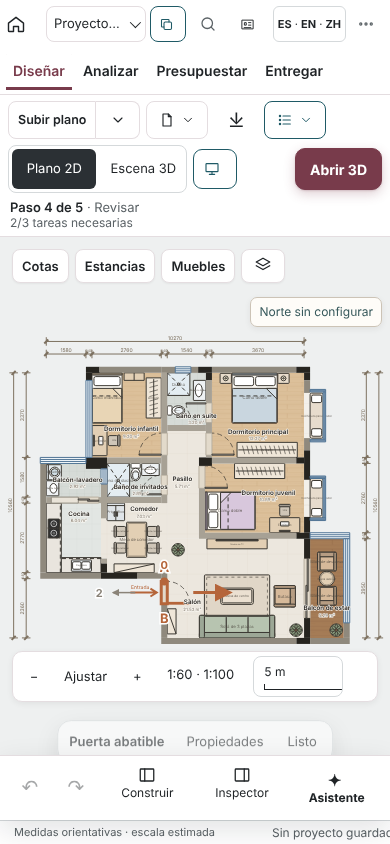 Proyecto...
ES · EN · ZH
Diseñar Analizar Presupuestar Entregar
Subir plano
Plano 2D Escena 3D
Abrir 3D
Paso 4 de 5 · Revisar
2/3 tareas necesarias
Cotas Estancias Muebles
Norte sin configurar
10270
1580 2760 1540 3670
Baño en suite
Dormitorio infantil
Dormitorio principal
Pasillo
Balcón-lavadero
Baño de invitados
Dormitorio juvenil
Cocina
Comedor
2
Entrada
Salón
B
Balcón de estar
− Ajustar + 1:60 · 1:100 5 m
Puerta abatible Propiedades Listo
Construir Inspector Asistente
Medidas orientativas · escala estimada Sin proyecto guardad